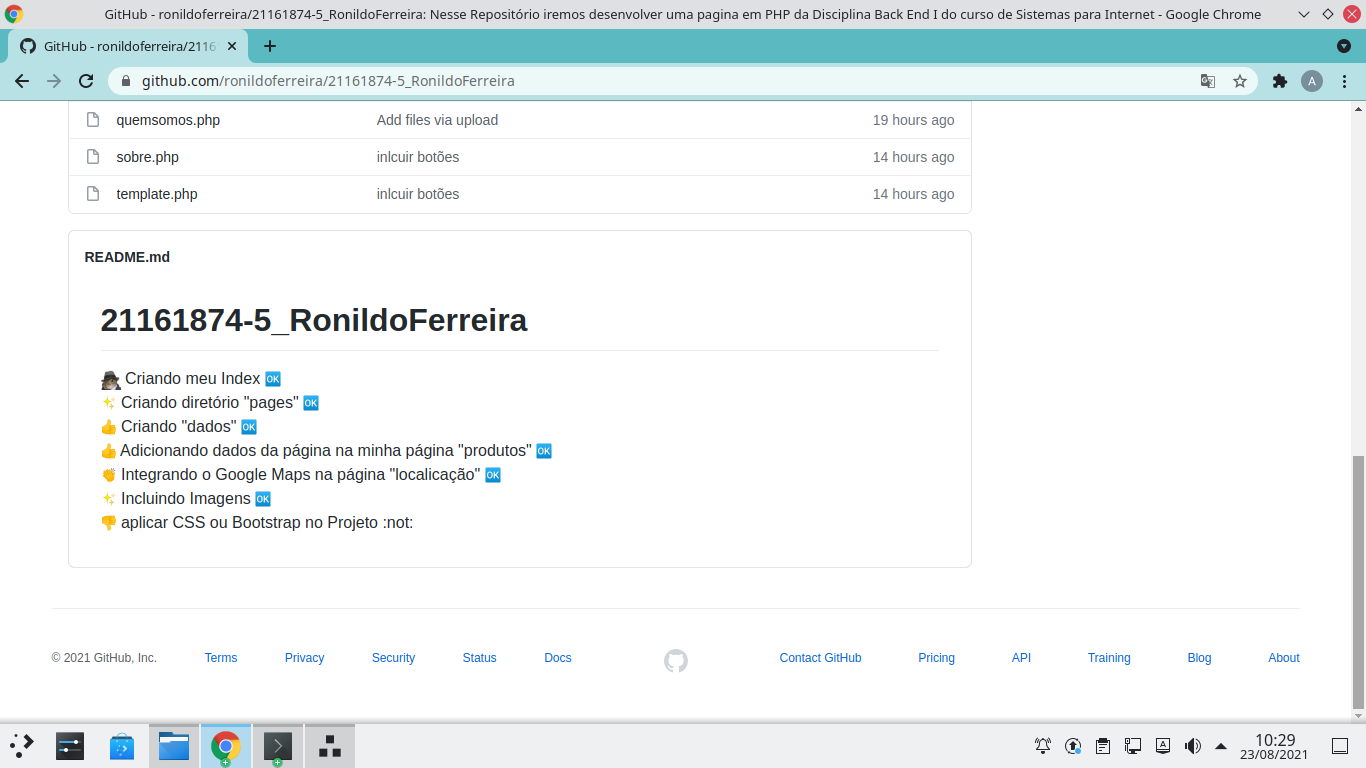 GitHub - ronildoferreira/21161874-5_RonildoFerreira: Nesse Repositório iremos desenvolver uma pagina em PHP da Disciplina Back End I do curso de Sistemas para Internet - Google Chrome
GitHub - ronildoferreira/2116
github.com/ronildoferreira/21161874-5_RonildoFerreira
A
quemsomos.php Add files via upload 19 hours ago
sobre.php inlcuir botões 14 hours ago
template.php inlcuir botões 14 hours ago
README.md
21161874-5_RonildoFerreira
Criando meu Index 🆗
Criando diretório "pages" 🆗
Criando "dados" 🆗
Adicionando dados da página na minha página "produtos" 🆗
Integrando o Google Maps na página "localicação" 🆗
Incluindo Imagens 🆗
aplicar CSS ou Bootstrap no Projeto :not:
© 2021 GitHub, Inc. Terms Privacy Security Status Docs Contact GitHub Pricing API Training Blog About
10:29
23/08/2021